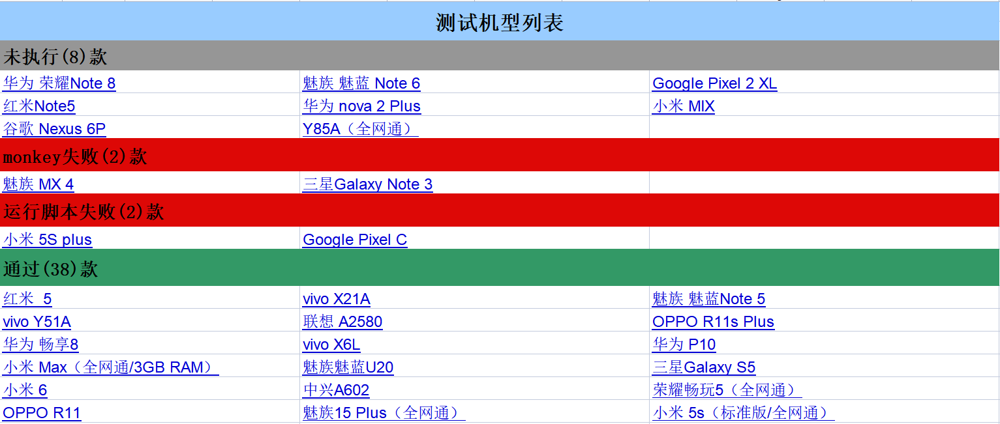 测试机型列表
未执行(8)款
华为 荣耀Note 8 魅族 魅蓝 Note 6 Google Pixel 2 XL
红米Note5 华为 nova 2 Plus 小米 MIX
谷歌 Nexus 6P Y85A（全网通）
monkey失败(2)款
魅族 MX 4 三星Galaxy Note 3
运行脚本失败(2)款
小米 5S plus Google Pixel C
通过(38)款
红米  5 vivo X21A 魅族 魅蓝Note 5
vivo Y51A 联想 A2580 OPPO R11s Plus
华为 畅享8 vivo X6L 华为 P10
小米 Max（全网通/3GB RAM） 魅族魅蓝U20 三星Galaxy S5
小米 6 中兴A602 荣耀畅玩5（全网通）
OPPO R11 魅族15 Plus（全网通） 小米 5s（标准版/全网通）